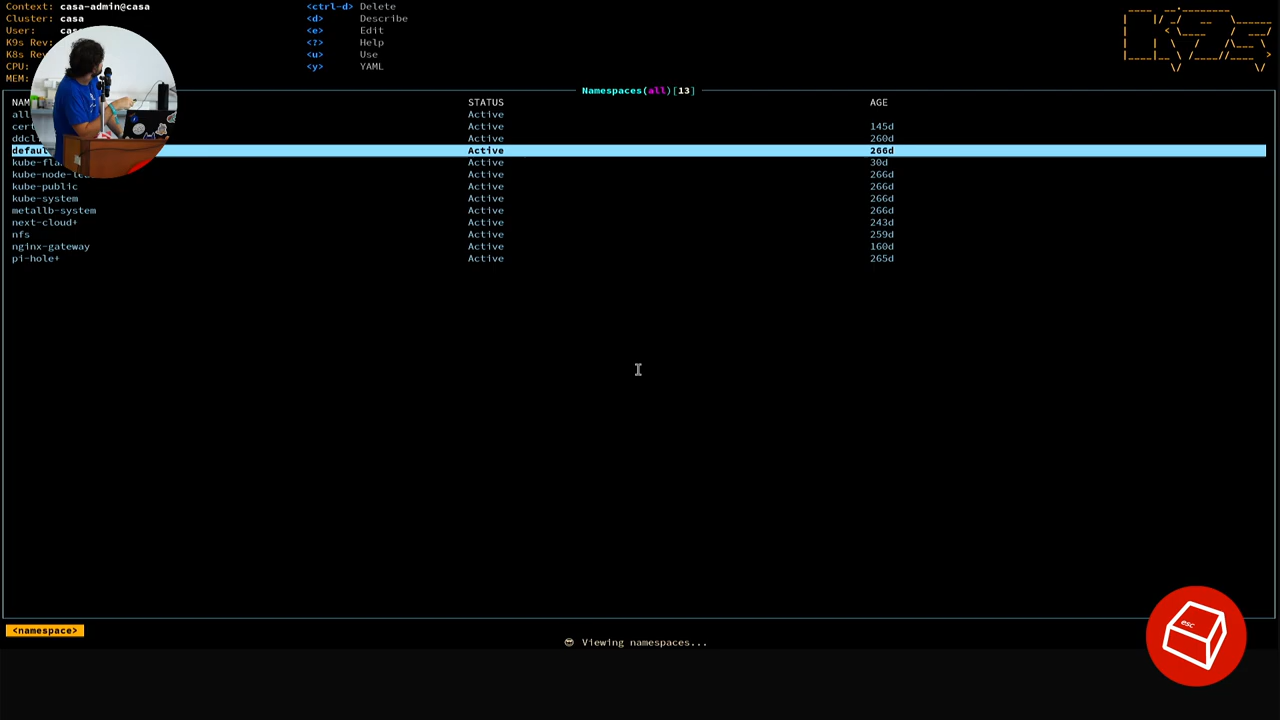 Context: casa-admin@casa <ctrl-d> Delete
Cluster: casa <d> Describe
User: <e> Edit
K9s Rev: <?> Help
K8s <u> Use
CPU: <y> YAML
MEM:
Namespaces(all)[13]
STATUS AGE
all Active
Active 145d
Active 260d
Active 266d
Active 30d
Active 266d
kube-public Active 266d
kube-system Active 266d
metallb-system Active 266d
next-cloud+ Active 243d
nfs Active 259d
nginx-gateway Active 160d
pi-hole+ Active 265d
<namespace>
😎 Viewing namespaces...
esc